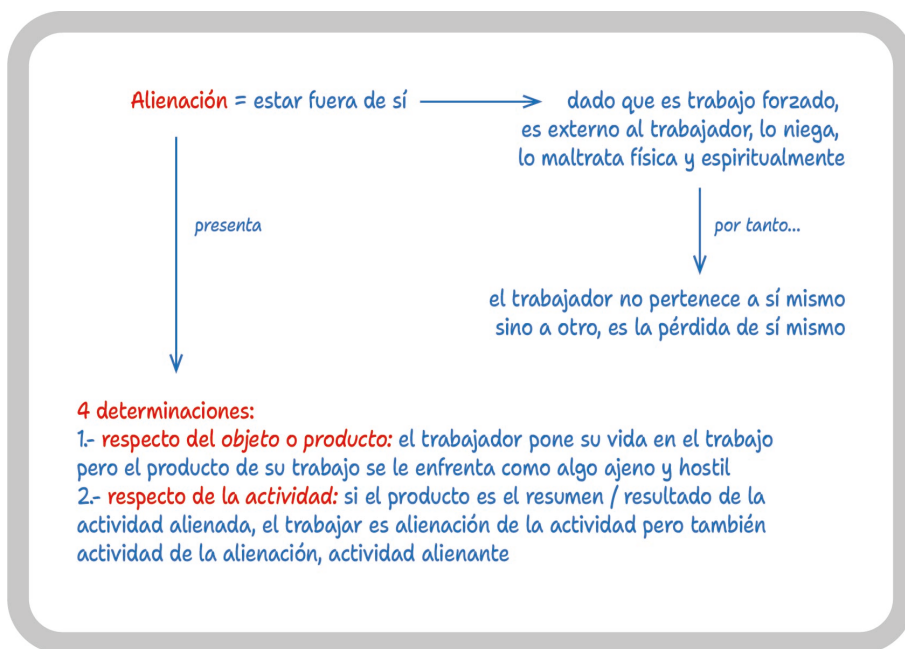 Alienación = estar fuera de sí
dado que es trabajo forzado,
es externo al trabajador, lo niega,
lo maltrata física y espiritualmente
presenta
por tanto...
el trabajador no pertenece a sí mismo
sino a otro, es la pérdida de sí mismo
4 determinaciones:
1.- respecto del objeto o producto: el trabajador pone su vida en el trabajo
pero el producto de su trabajo se le enfrenta como algo ajeno y hostil
2.- respecto de la actividad: si el producto es el resumen / resultado de la
actividad alienada, el trabajar es alienación de la actividad pero también
actividad de la alienación, actividad alienante